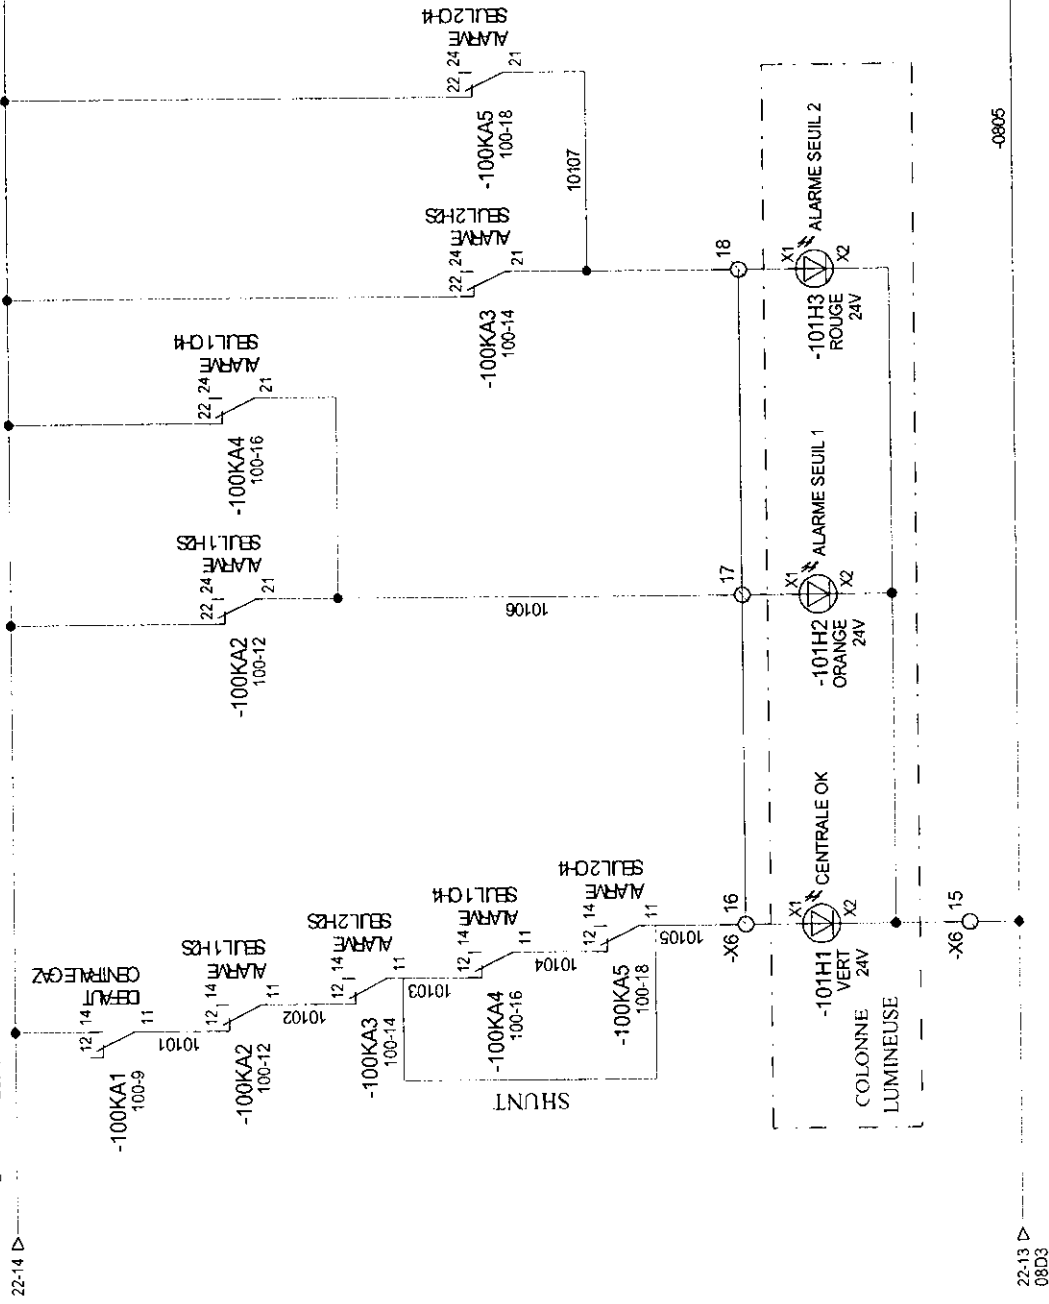 22-14
-100KA1
100-9
12
14
11
DEFAUT
CENTRALE GAZ
10101
-100KA2
100-12
12
14
11
ALARME
SEUIL 1 H2S
10102
-100KA3
100-14
12
14
11
ALARME
SEUIL 2 H2S
10103
-100KA4
100-16
12
14
11
ALARME
SEUIL 1 CH4
10104
-100KA5
100-18
12
14
11
ALARME
SEUIL 2 CH4
10105
SHUNT
-X6
16
-101H1
VERT
24V
X1
X2
CENTRALE OK
COLONNE
LUMINEUSE
-X6
15
22-13
08D3
-100KA2
100-12
22
24
21
ALARME
SEUIL 1 H2S
10106
17
-101H2
ORANGE
24V
X1
X2
ALARME SEUIL 1
-100KA4
100-16
22
24
21
ALARME
SEUIL 1 CH4
-100KA3
100-14
22
24
21
ALARME
SEUIL 2 H2S
18
-101H3
ROUGE
24V
X1
X2
ALARME SEUIL 2
-100KA5
100-18
22
24
21
ALARME
SEUIL 2 CH4
10107
-0805